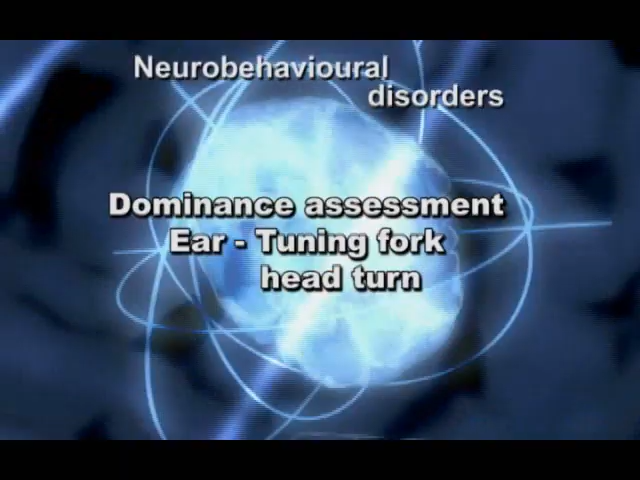 Neurobehavioural
disorders
Dominance assessment
Ear - Tuning fork
head turn